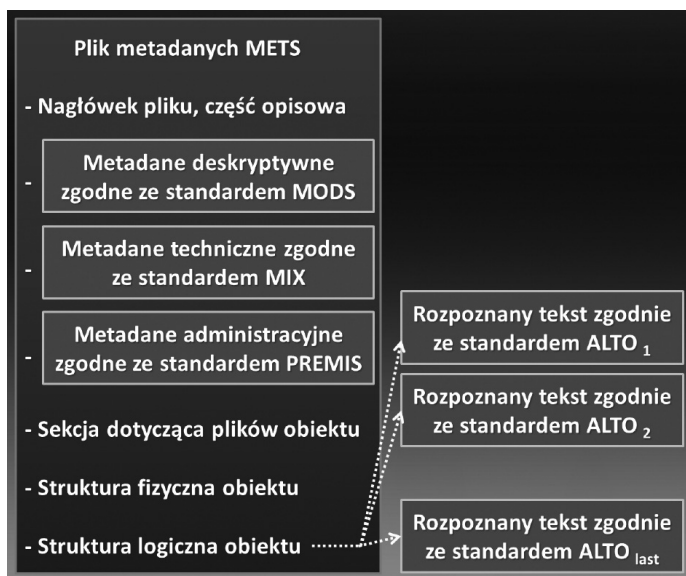 Plik metadanych METS
- Nagłówek pliku, część opisowa
- Metadane deskryptywne
zgodne ze standardem MODS
- Metadane techniczne zgodne
ze standardem MIX
- Metadane administracyjne
zgodne ze standardem PREMIS
- Sekcja dotycząca plików obiektu
- Struktura fizyczna obiektu
- Struktura logiczna obiektu
Rozpoznany tekst zgodnie
ze standardem ALTO 1
Rozpoznany tekst zgodnie
ze standardem ALTO 2
Rozpoznany tekst zgodnie
ze standardem ALTO last